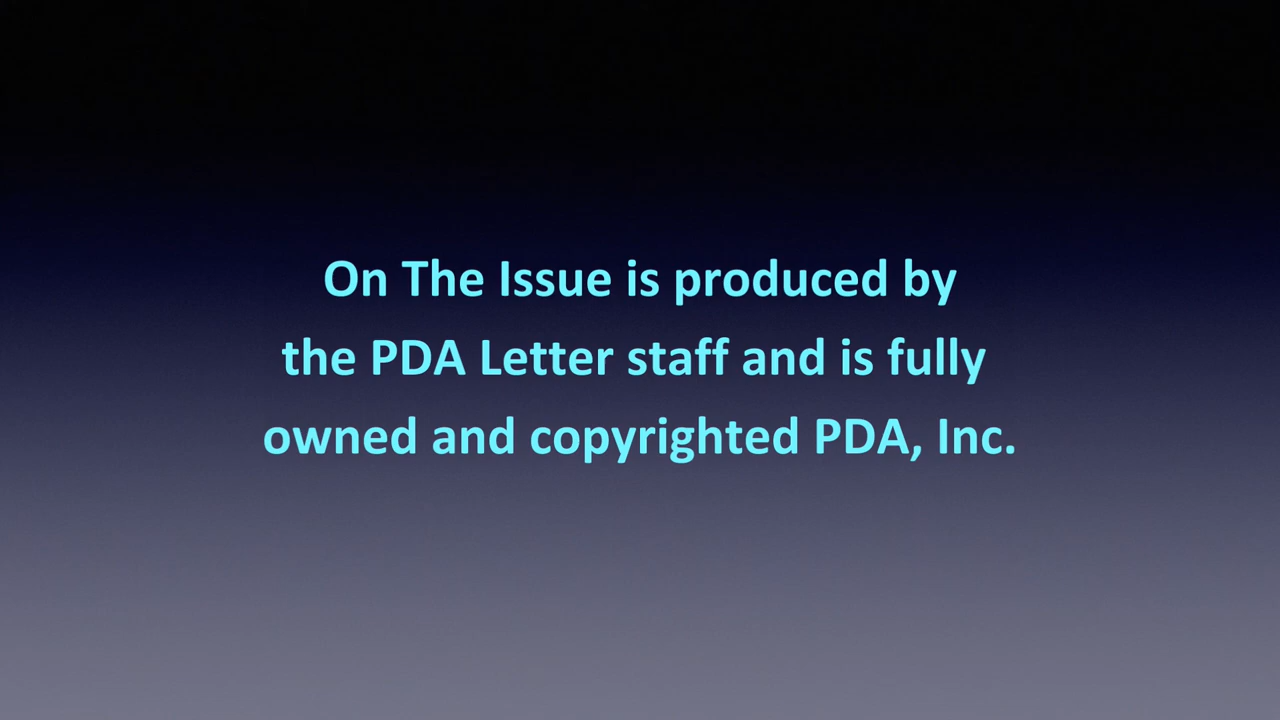 On The Issue is produced by
the PDA Letter staff and is fully
owned and copyrighted PDA, Inc.